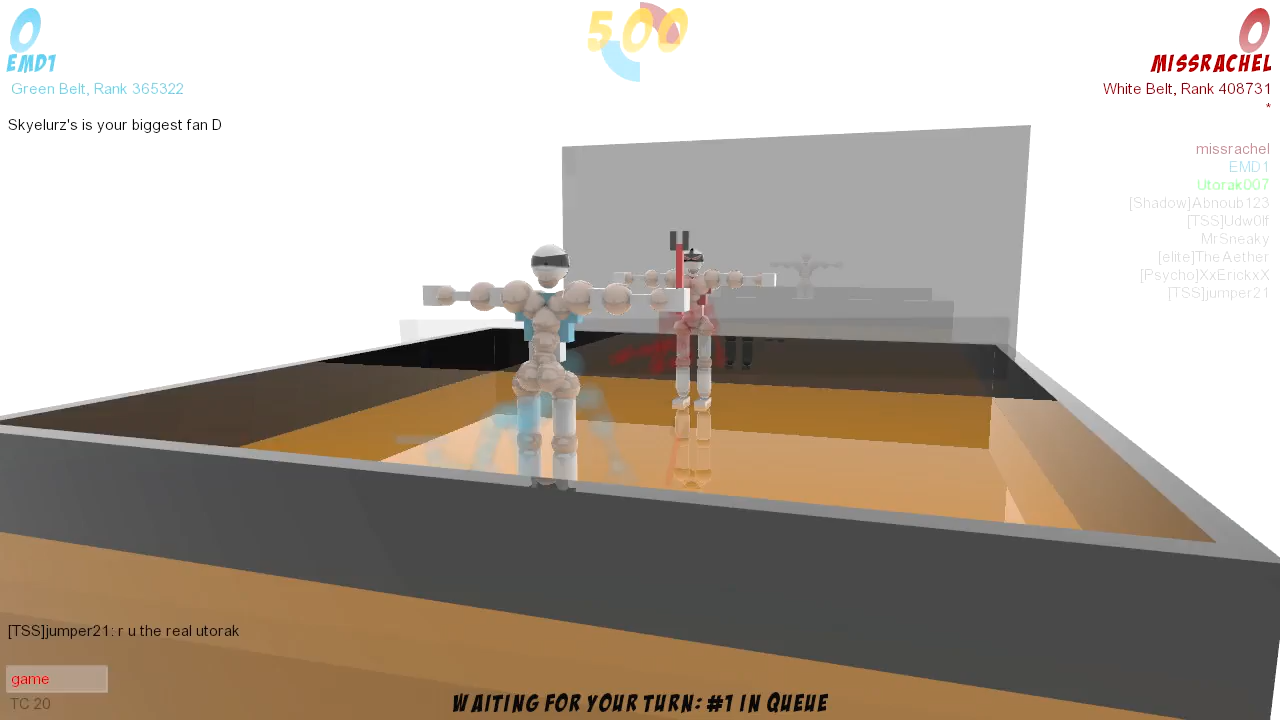 0
EMD1
Green Belt, Rank 365322
Skyelurz's is your biggest fan D
500
0
MISSRACHEL
White Belt, Rank 408731
*
missrachel
EMD1
Utorak007
[Shadow]Abnoub123
[TSS]Udw0lf
MrSneaky
[elite]TheAether
[Psycho]XxErickxX
[TSS]jumper21
[TSS]jumper21: r u the real utorak
game
TC 20
WAITING FOR YOUR TURN: #1 IN QUEUE